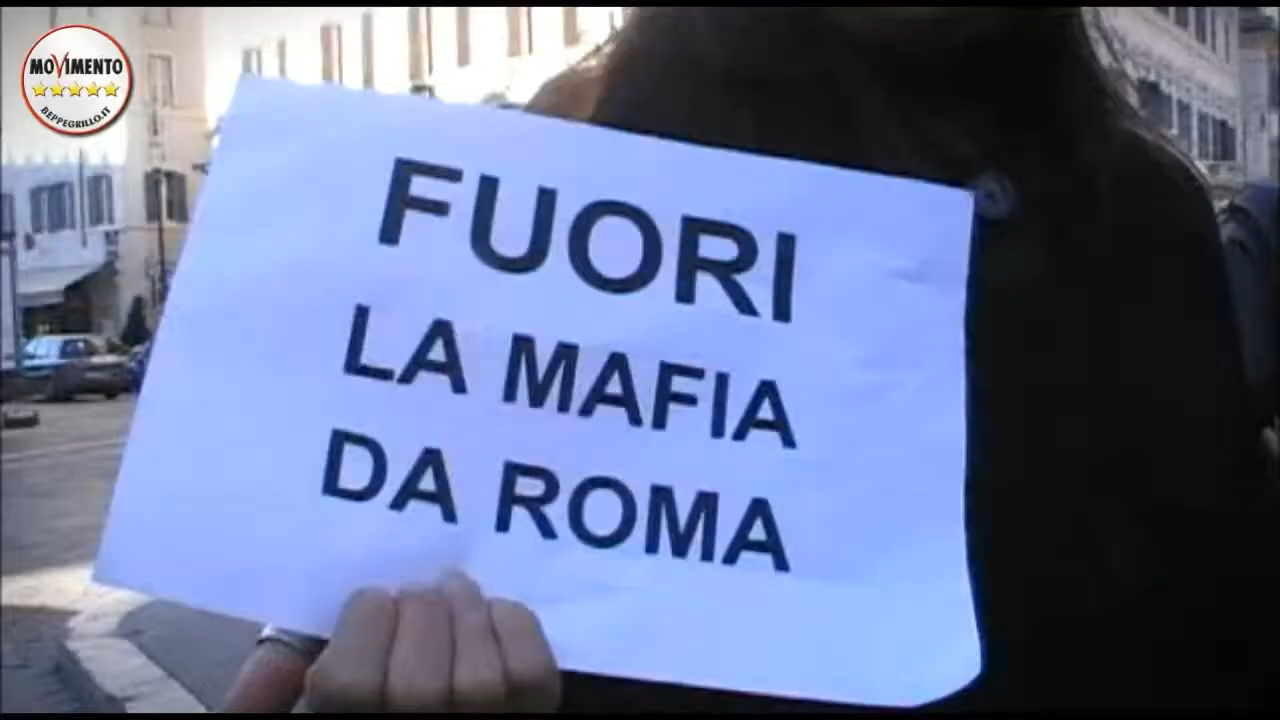 MOVIMENTO
BEPPEGRILLO.IT
FUORI
LA MAFIA
DA ROMA